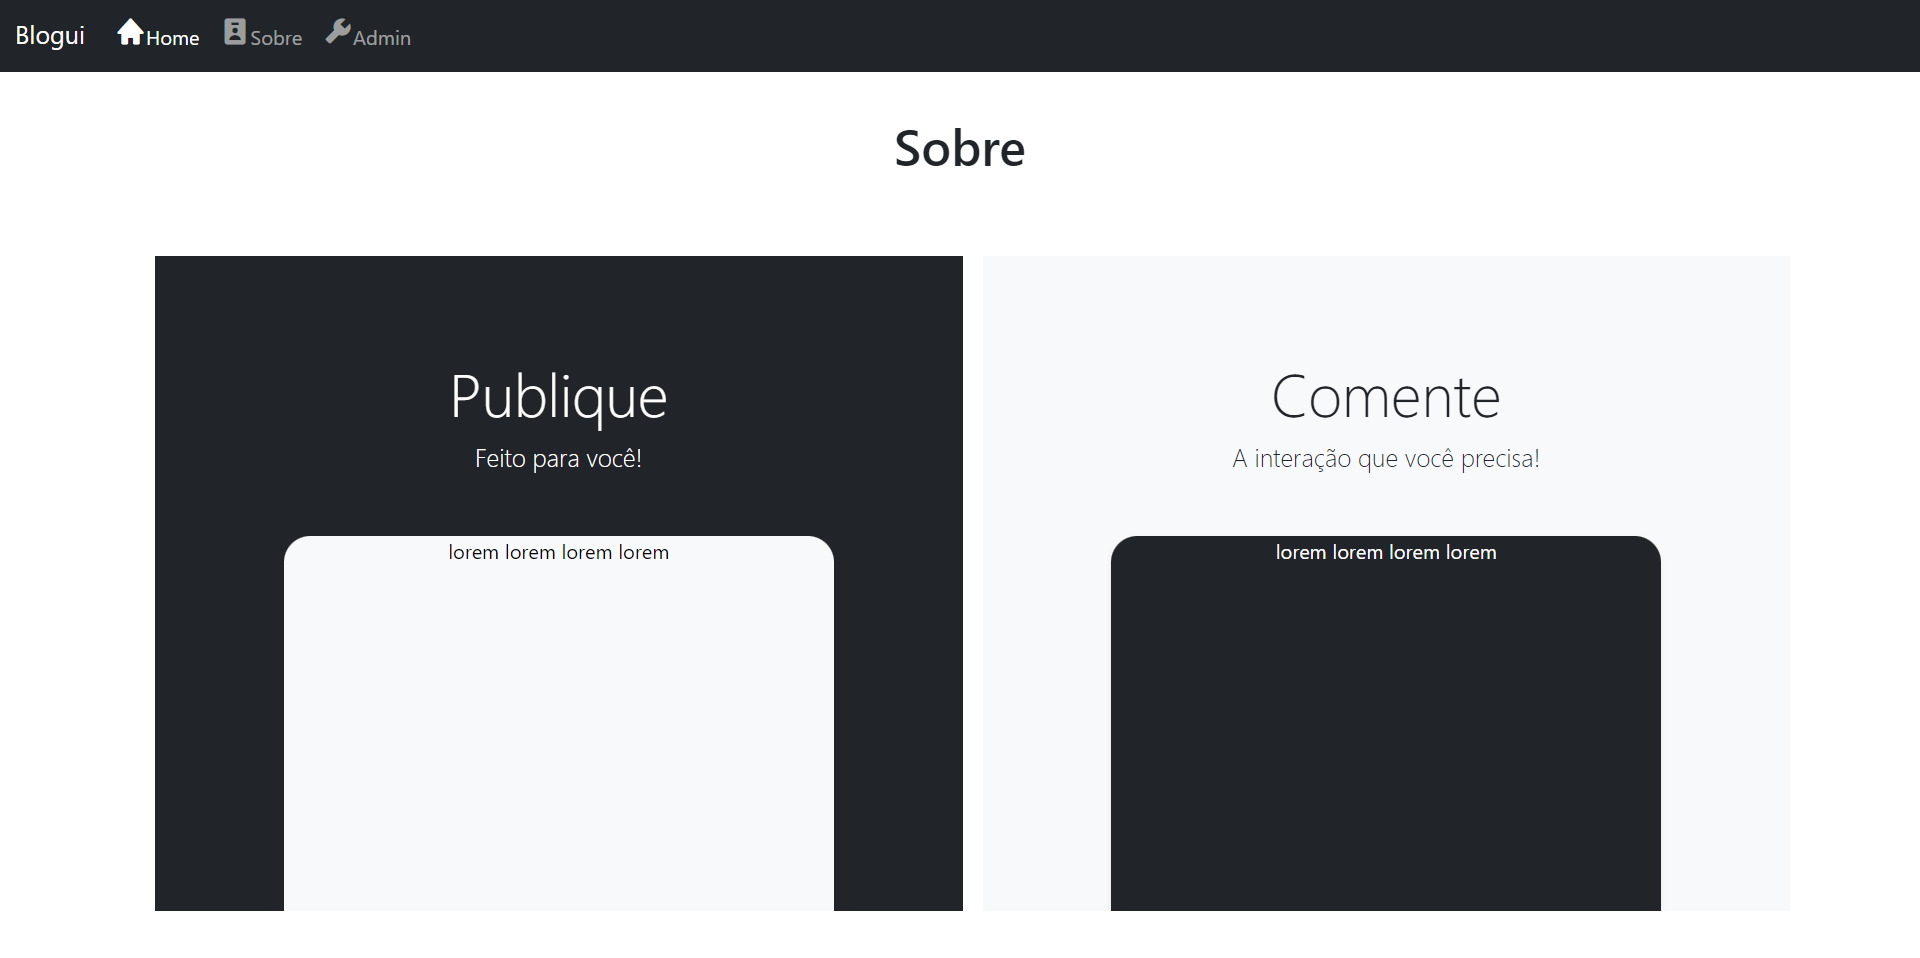 Blogui Home Sobre Admin
Sobre
Publique
Feito para você!
lorem lorem lorem lorem
Comente
A interação que você precisa!
lorem lorem lorem lorem